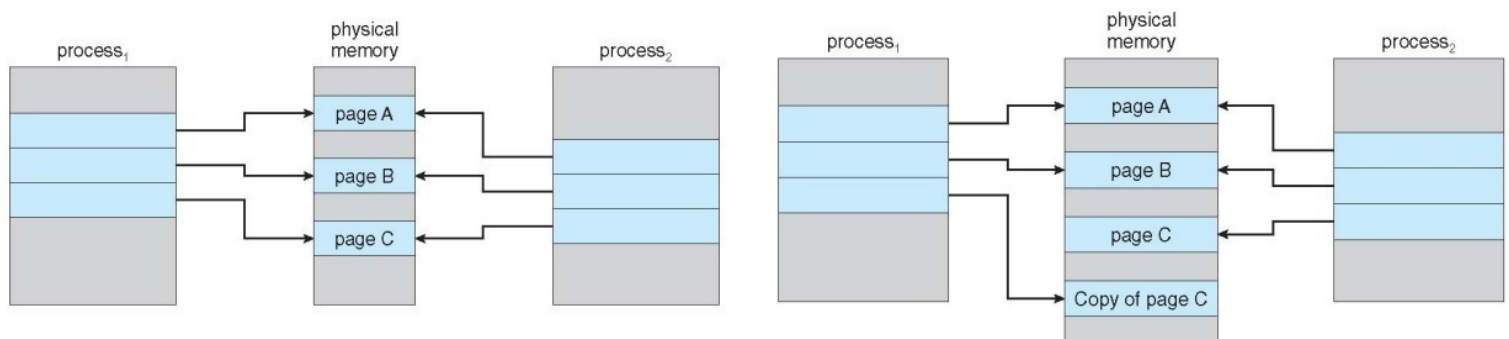 physical
memory
process₁
process₂
page A
page B
page C
physical
memory
process₁
process₂
page A
page B
page C
Copy of page C